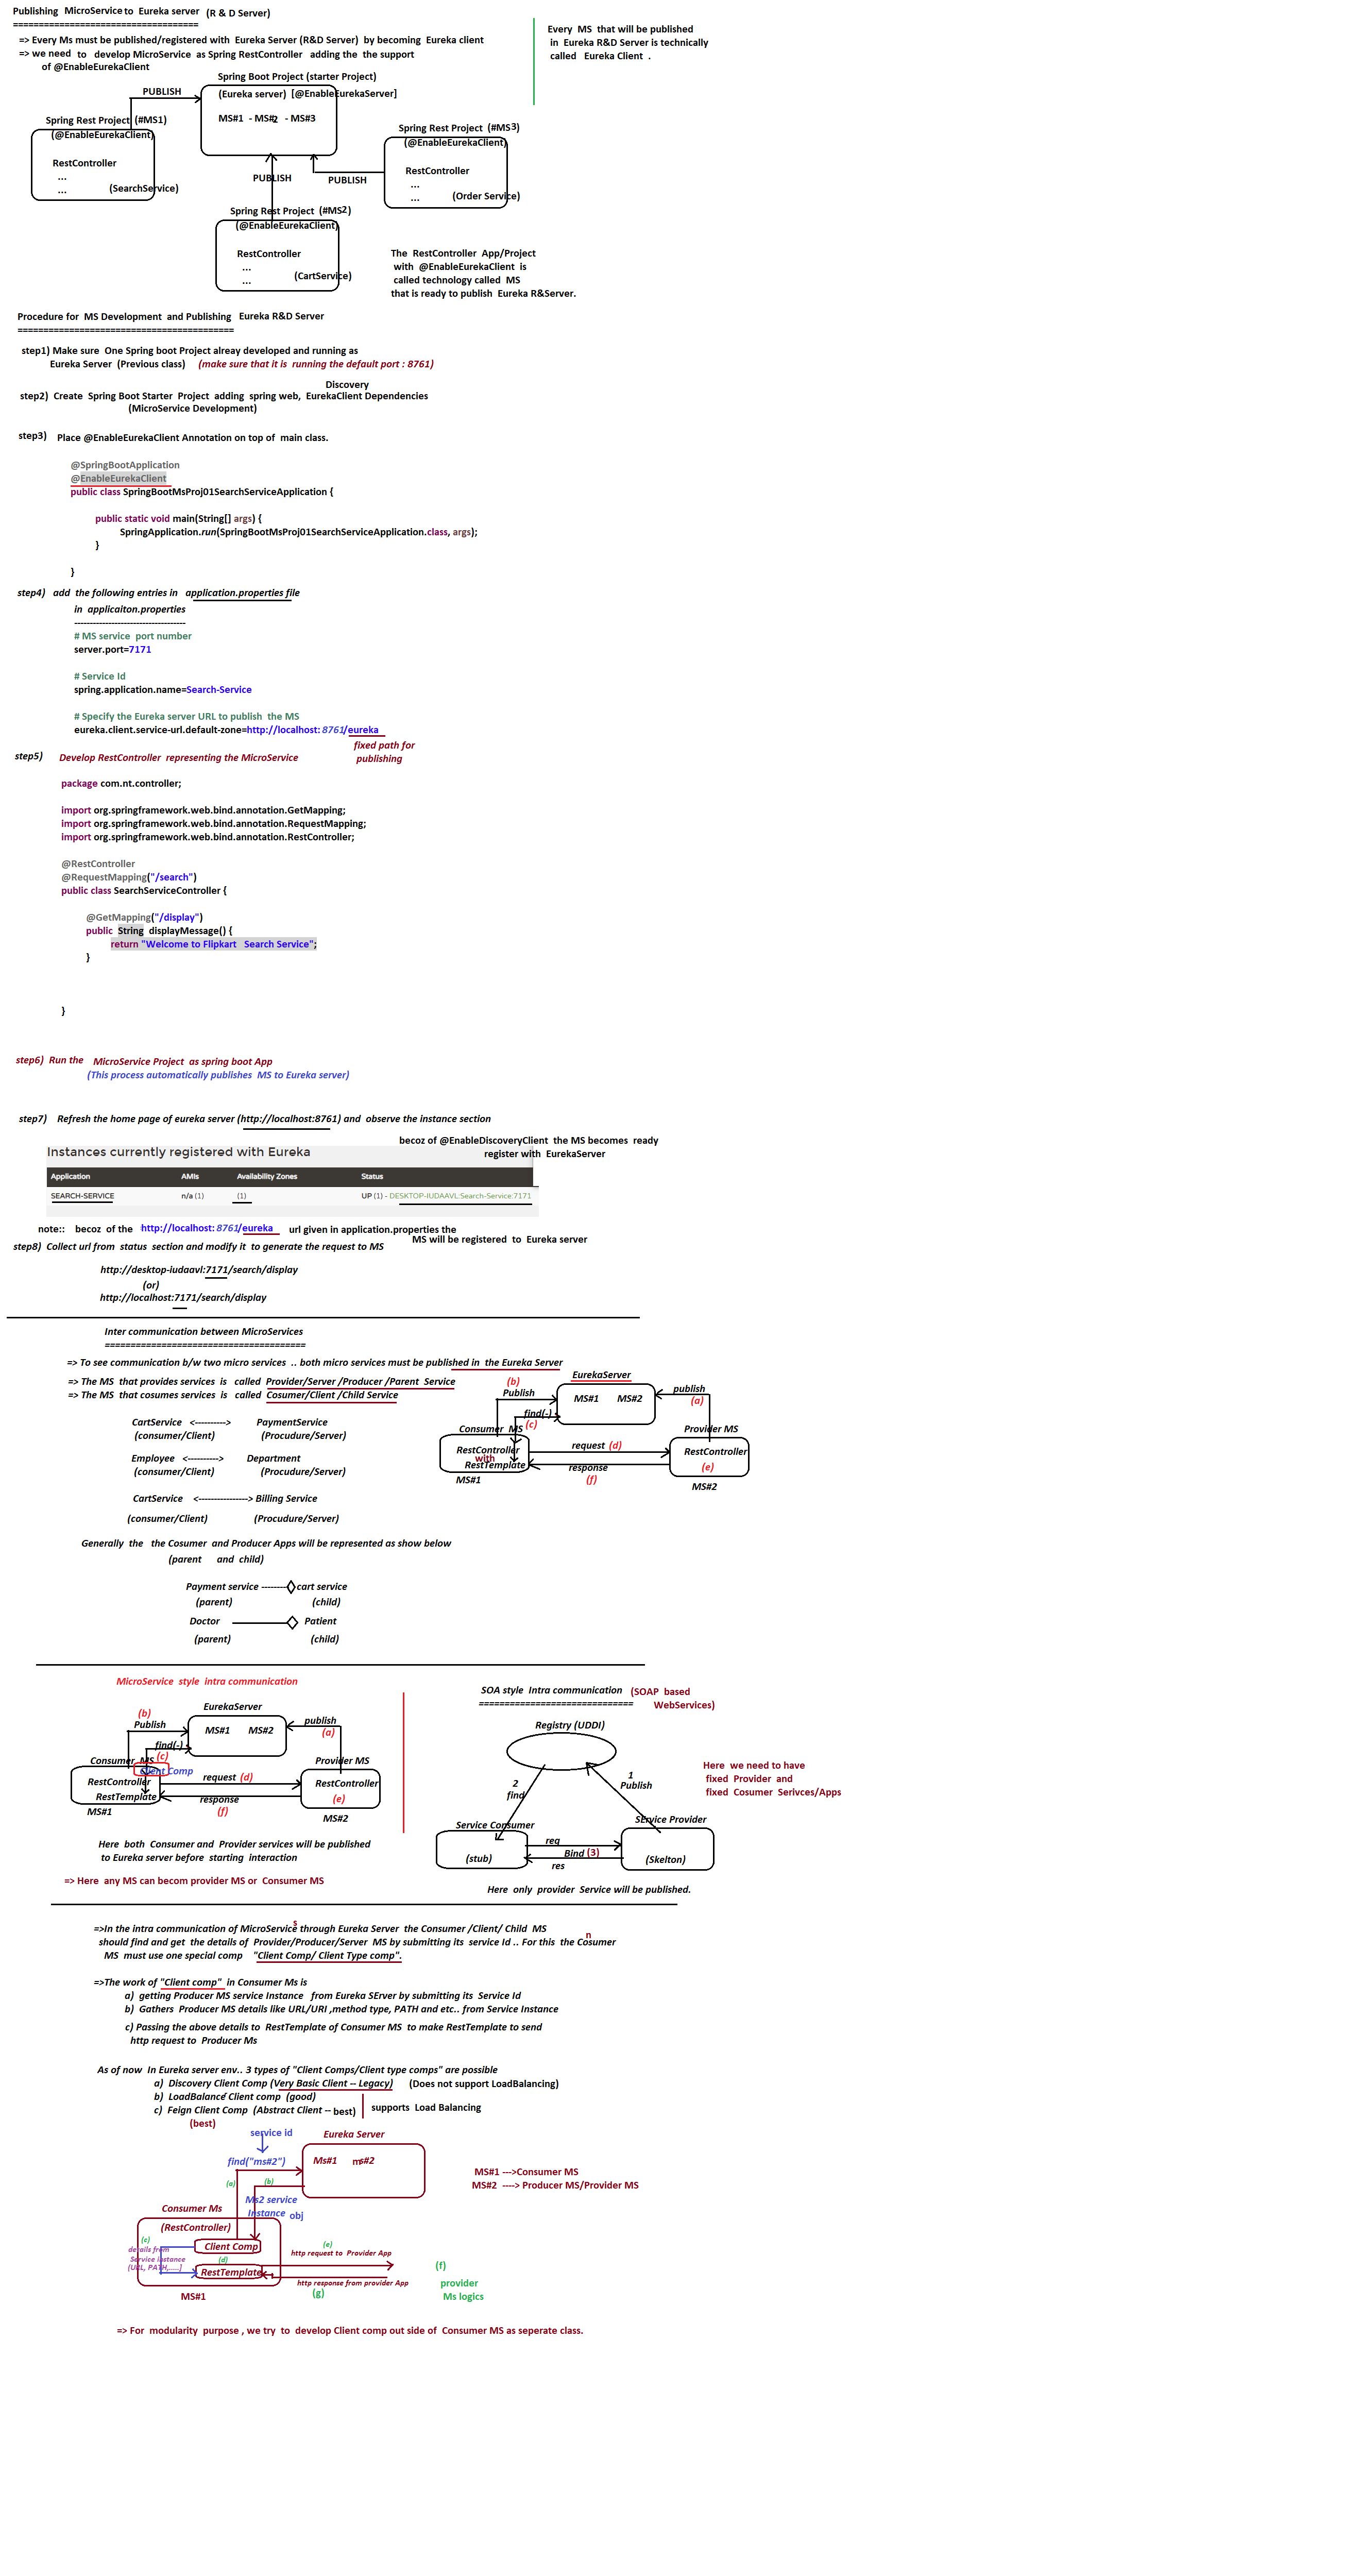 Publishing MicroService to Eureka server (R & D Server)
====================================
=> Every Ms must be published/registered with Eureka Server (R&D Server) by becoming Eureka client
=> we need to develop MicroService as Spring RestController adding the the support
of @EnableEurekaClient
Every MS that will be published
in Eureka R&D Server is technically
called Eureka Client .
Spring Boot Project (starter Project)
PUBLISH
(Eureka server) [@EnableEurekaServer]
MS#1 - MS#2 - MS#3
Spring Rest Project (#MS1)
(@EnableEurekaClient)
RestController
...
... (SearchService)
Spring Rest Project (#MS3)
(@EnableEurekaClient)
RestController
...
... (Order Service)
PUBLISH
PUBLISH
Spring Rest Project (#MS2)
(@EnableEurekaClient)
RestController
...
... (CartService)
The RestController App/Project
with @EnableEurekaClient is
called technology called MS
that is ready to publish Eureka R&Server.
Procedure for MS Development and Publishing Eureka R&D Server
==========================================
step1) Make sure One Spring boot Project alreay developed and running as
Eureka Server (Previous class) (make sure that it is running the default port : 8761)
Discovery
step2) Create Spring Boot Starter Project adding spring web, EurekaClient Dependencies
(MicroService Development)
step3) Place @EnableEurekaClient Annotation on top of main class.
@SpringBootApplication
@EnableEurekaClient
public class SpringBootMsProj01SearchServiceApplication {
public static void main(String[] args) {
SpringApplication.run(SpringBootMsProj01SearchServiceApplication.class, args);
}
}
step4) add the following entries in application.properties file
in applicaiton.properties
------------------------------------
# MS service port number
server.port=7171
# Service Id
spring.application.name=Search-Service
# Specify the Eureka server URL to publish the MS
eureka.client.service-url.default-zone=http://localhost: 8761/eureka
fixed path for
publishing
step5) Develop RestController representing the MicroService
package com.nt.controller;
import org.springframework.web.bind.annotation.GetMapping;
import org.springframework.web.bind.annotation.RequestMapping;
import org.springframework.web.bind.annotation.RestController;
@RestController
@RequestMapping("/search")
public class SearchServiceController {
@GetMapping("/display")
public String displayMessage() {
return "Welcome to Flipkart Search Service";
}
}
step6) Run the MicroService Project as spring boot App
(This process automatically publishes MS to Eureka server)
step7) Refresh the home page of eureka server (http://localhost:8761) and observe the instance section
becoz of @EnableDiscoveryClient the MS becomes ready
register with EurekaServer
Instances currently registered with Eureka
Application AMIs Availability Zones Status
SEARCH-SERVICE n/a (1) (1) UP (1) - DESKTOP-IUDAAVL:Search-Service:7171
note:: becoz of the http://localhost: 8761/eureka url given in application.properties the
MS will be registered to Eureka server
step8) Collect url from status section and modify it to generate the request to MS
http://desktop-iudaavl:7171/search/display
(or)
http://localhost:7171/search/display
Inter communication between MicroServices
=======================================
=> To see communication b/w two micro services .. both micro services must be published in the Eureka Server
=> The MS that provides services is called Provider/Server /Producer /Parent Service
=> The MS that cosumes services is called Cosumer/Client /Child Service
EurekaServer
(b)
Publish
MS#1 MS#2
publish
(a)
find(-)
(c)
Consumer MS
RestController
with
RestTemplate
MS#1
request (d)
response
(f)
Provider MS
RestController
(e)
MS#2
CartService <----------> PaymentService
(consumer/Client) (Procudure/Server)
Employee <----------> Department
(consumer/Client) (Procudure/Server)
CartService <----------------> Billing Service
(consumer/Client) (Procudure/Server)
Generally the the Cosumer and Producer Apps will be represented as show below
(parent and child)
Payment service -------- cart service
(parent) (child)
Doctor Patient
(parent) (child)
MicroService style intra communication
EurekaServer
(b)
Publish
MS#1 MS#2
publish
(a)
find(-)
(c)
Consumer MS
Client Comp
RestController
RestTemplate
MS#1
request (d)
response
(f)
Provider MS
RestController
(e)
MS#2
Here both Consumer and Provider services will be published
to Eureka server before starting interaction
=> Here any MS can becom provider MS or Consumer MS
SOA style Intra communication (SOAP based
WebServices)
==============================
Registry (UDDI)
2
find
1
Publish
Here we need to have
fixed Provider and
fixed Cosumer Serivces/Apps
Service Consumer
(stub)
req
Bind (3)
res
SErvice Provider
(Skelton)
Here only provider Service will be published.
s
=>In the intra communication of MicroService through Eureka Server the Consumer /Client/ Child MS
n
should find and get the details of Provider/Producer/Server MS by submitting its service Id .. For this the Cosumer
MS must use one special comp "Client Comp/ Client Type comp".
=>The work of "Client comp" in Consumer Ms is
a) getting Producer MS service Instance from Eureka SErver by submitting its Service Id
b) Gathers Producer MS details like URL/URI ,method type, PATH and etc.. from Service Instance
c) Passing the above details to RestTemplate of Consumer MS to make RestTemplate to send
http request to Producer Ms
As of now In Eureka server env.. 3 types of "Client Comps/Client type comps" are possible
a) Discovery Client Comp (Very Basic Client -- Legacy) (Does not support LoadBalancing)
b) LoadBalance Client comp (good)
c) Feign Client Comp (Abstract Client -- best)
supports Load Balancing
(best)
service id
Eureka Server
find("ms#2")
Ms#1 ms#2
(a) (b)
Ms2 service
Instance obj
MS#1 --->Consumer MS
MS#2 ----> Producer MS/Provider MS
Consumer Ms
(RestController)
(c)
details from
Service instance
(URL, PATH,.....]
Client Comp
(d)
RestTemplate
MS#1
(e)
http request to Provider App
http response from provider App
(g)
(f)
provider
Ms logics
=> For modularity purpose , we try to develop Client comp out side of Consumer MS as seperate class.